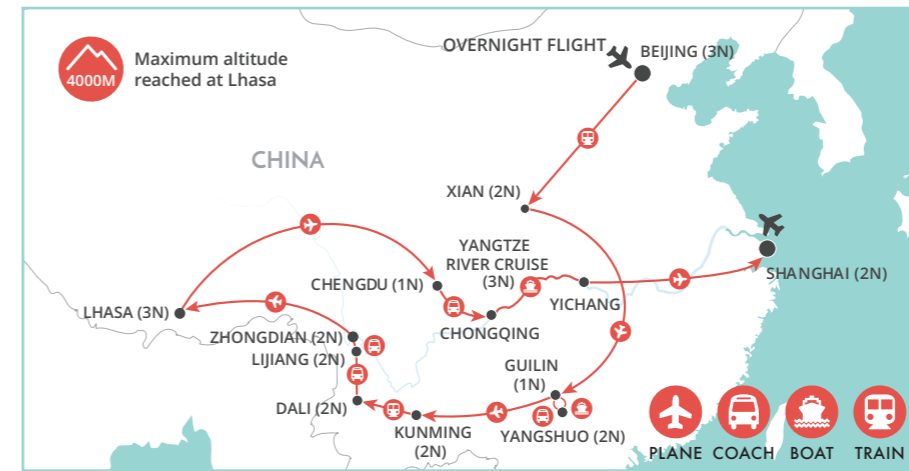 Maximum altitude
reached at Lhasa
4000M
OVERNIGHT FLIGHT
BEIJING (3N)
CHINA
XIAN (2N)
YANGTZE
RIVER CRUISE
(3N)
CHENGDU (1N)
SHANGHAI (2N)
YICHANG
LHASA (3N)
CHONGQING
ZHONGDIAN (2N)
LIJIANG (2N)
GUILIN
(1N)
DALI (2N)
KUNMING
(2N)
YANGSHUO (2N)
PLANE COACH BOAT TRAIN